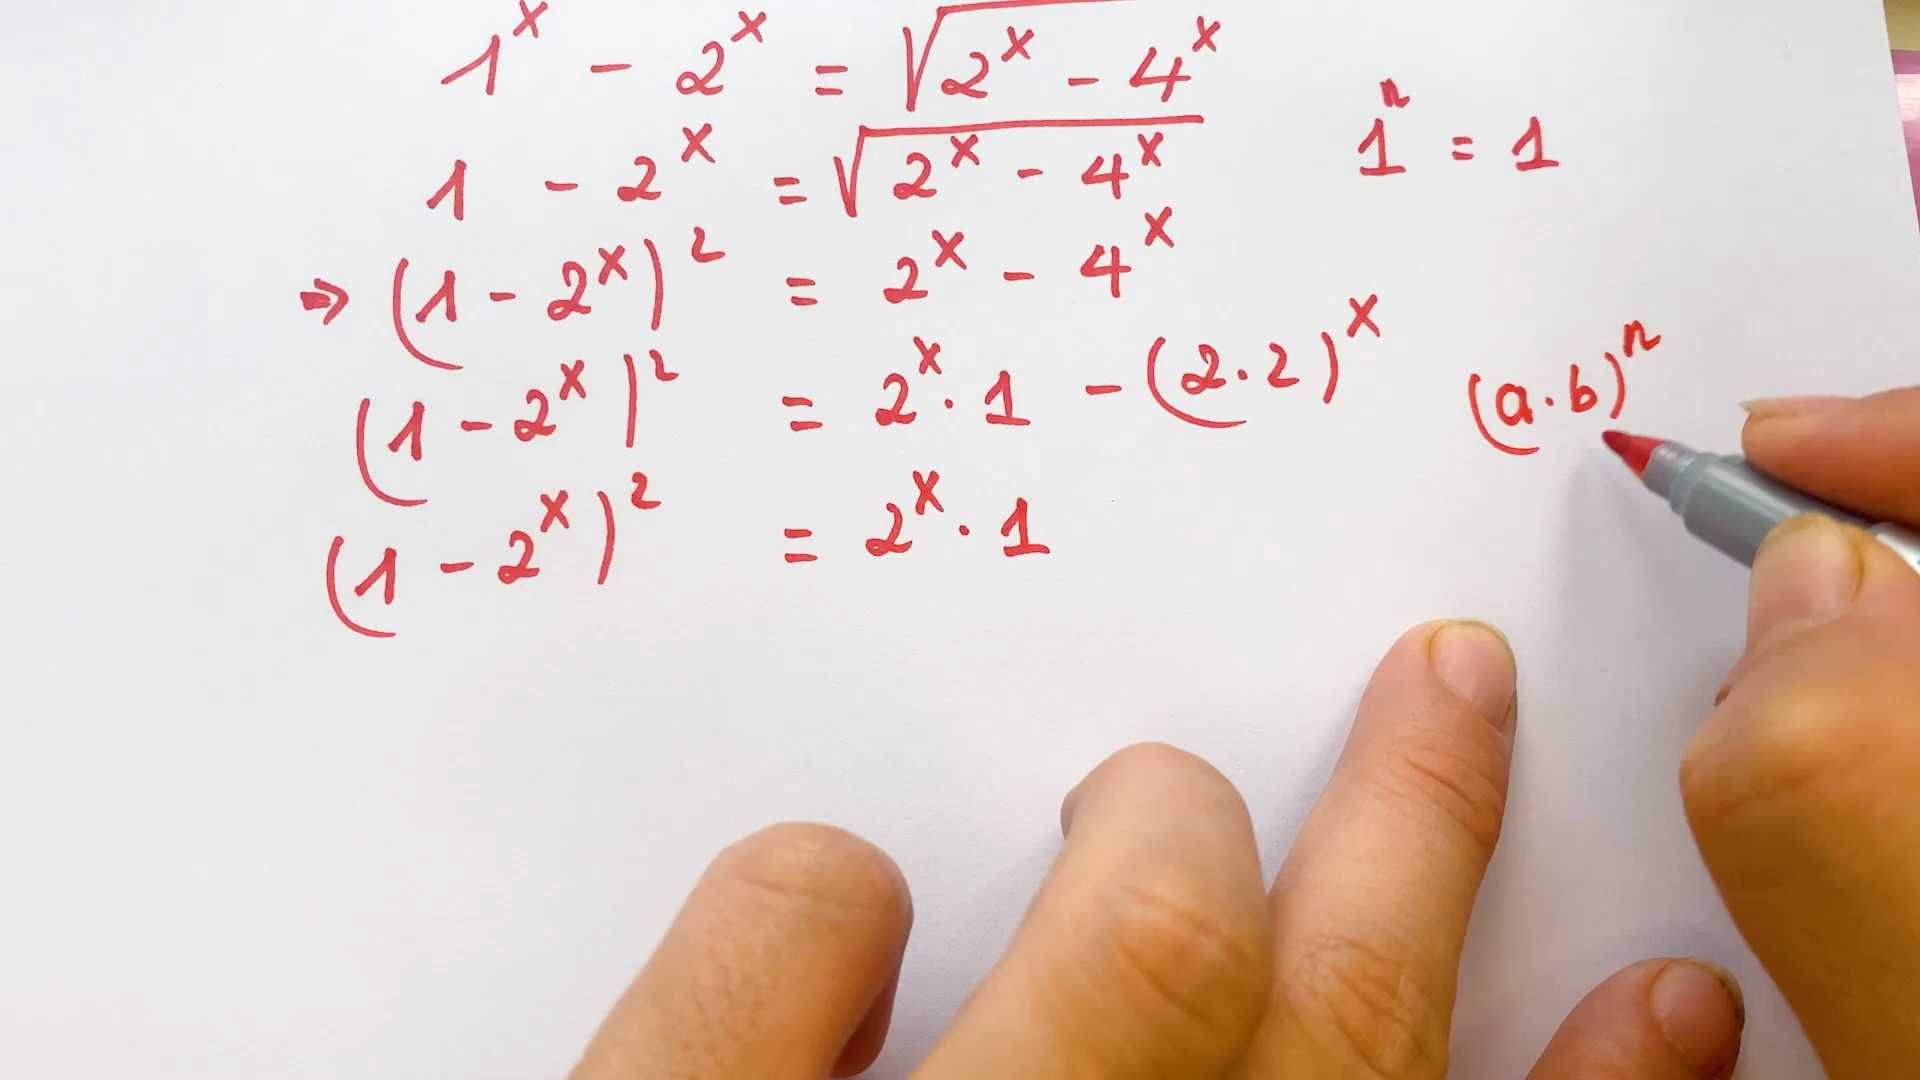 1^x - 2^x = √(2^x - 4^x)
1 - 2^x = √(2^x - 4^x)
1^n = 1
⇒ (1 - 2^x)^2 = 2^x - 4^x
(1 - 2^x)^2 = 2^x · 1 - (2 · 2)^x
(a · b)^n
(1 - 2^x)^2 = 2^x · 1